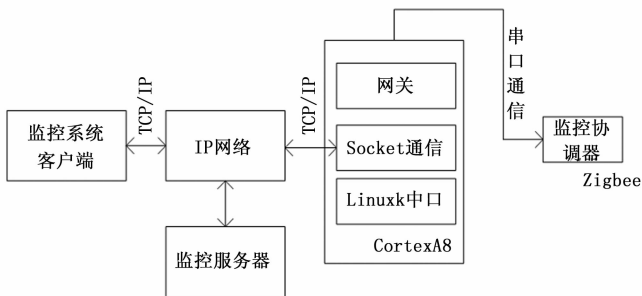 监控系统
客户端
TCP/IP
IP网络
监控服务器
TCP/IP
网关
Socket通信
Linuxk中口
CortexA8
串口通信
监控协
调器
Zigbee